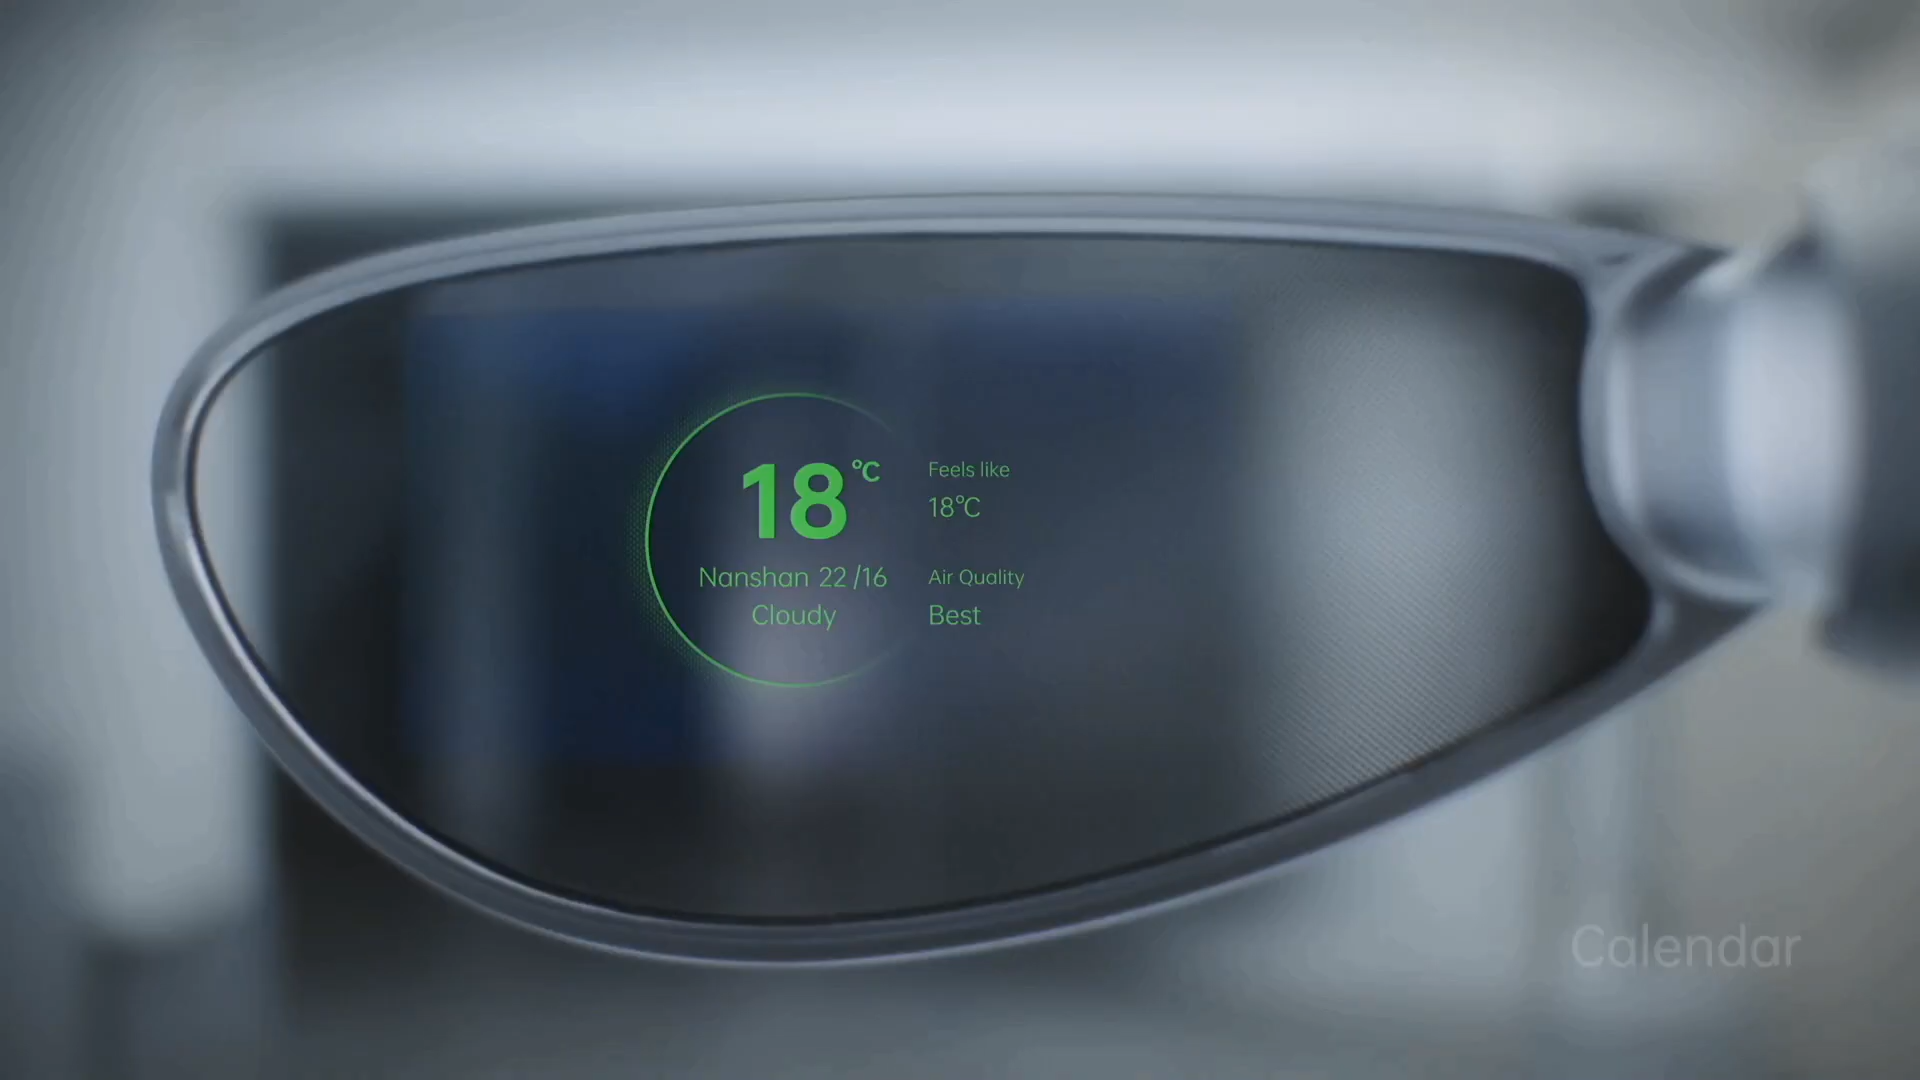 18°C
Nanshan 22/16
Cloudy
Feels like
18°C
Air Quality
Best
Calendar